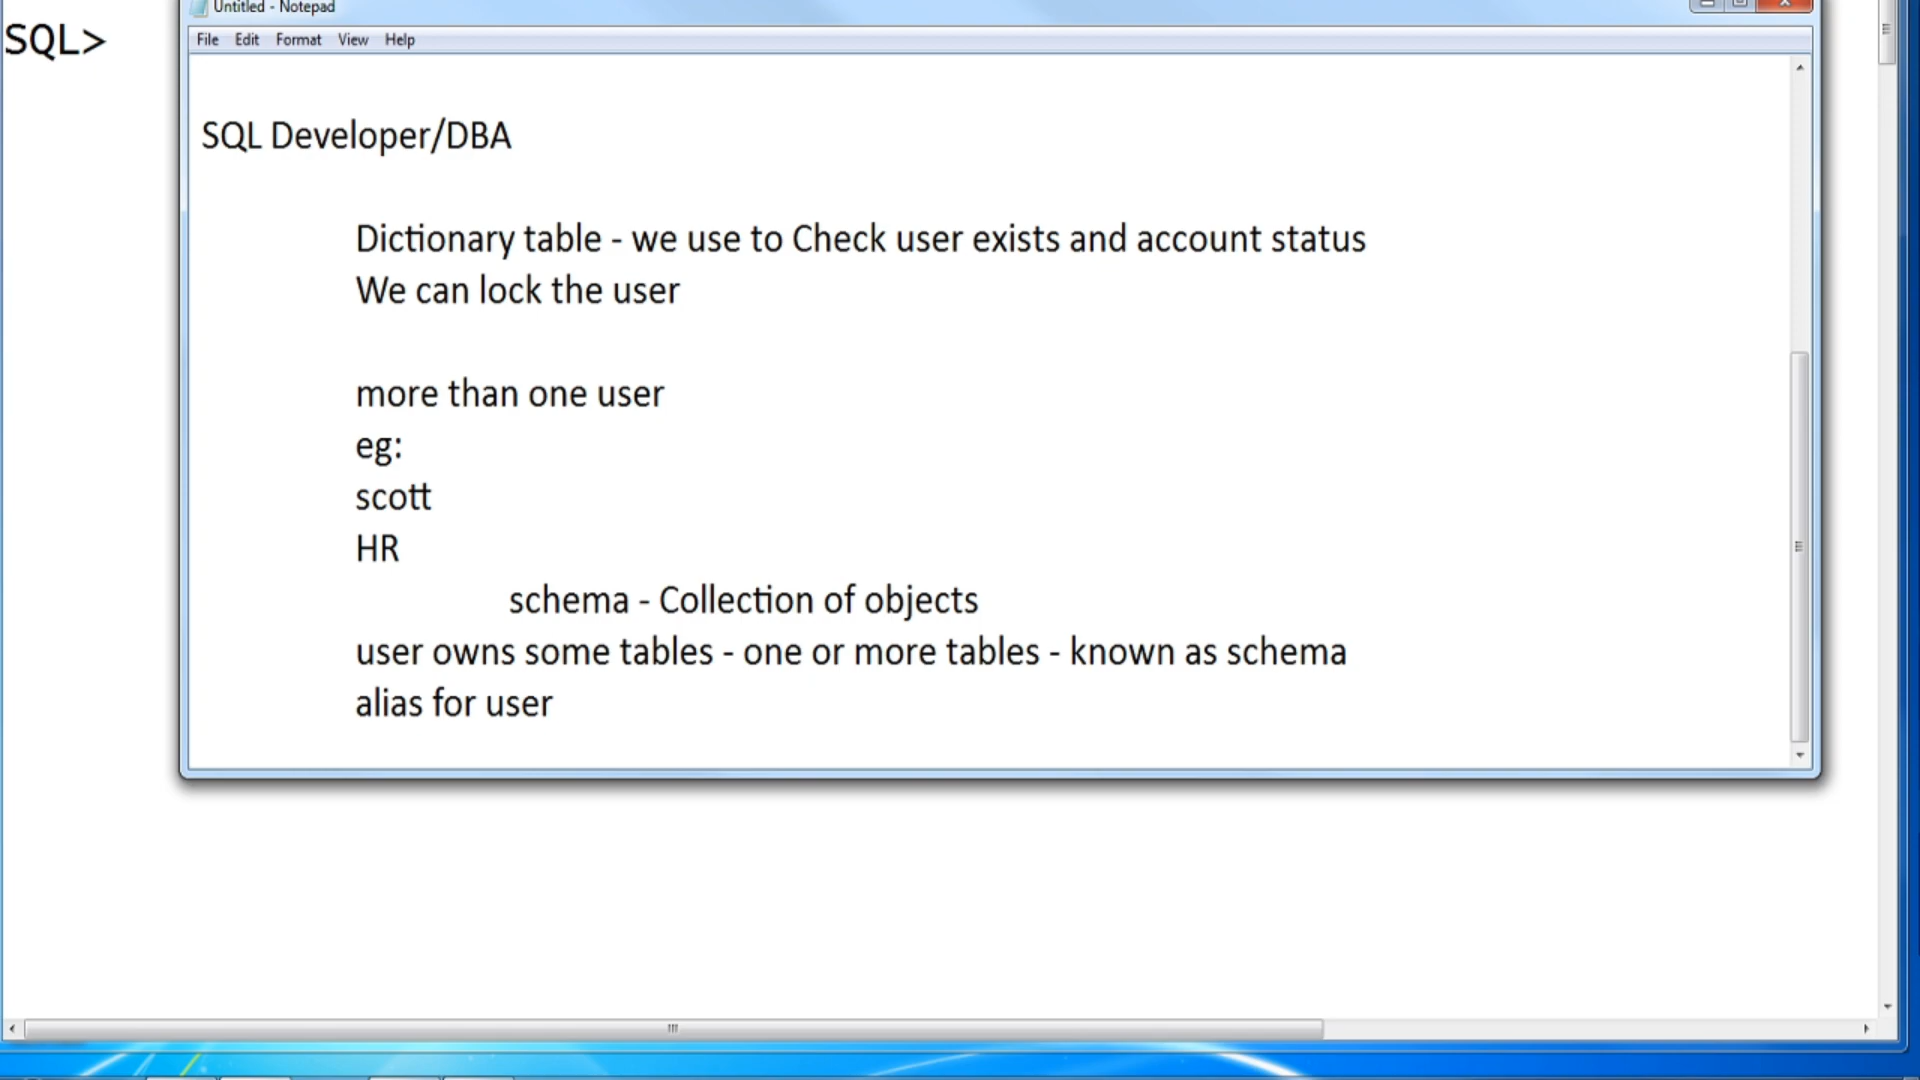 Untitled - Notepad
SQL>
File Edit Format View Help
SQL Developer/DBA
Dictionary table - we use to Check user exists and account status
We can lock the user
more than one user
eg:
scott
HR
schema - Collection of objects
user owns some tables - one or more tables - known as schema
alias for user